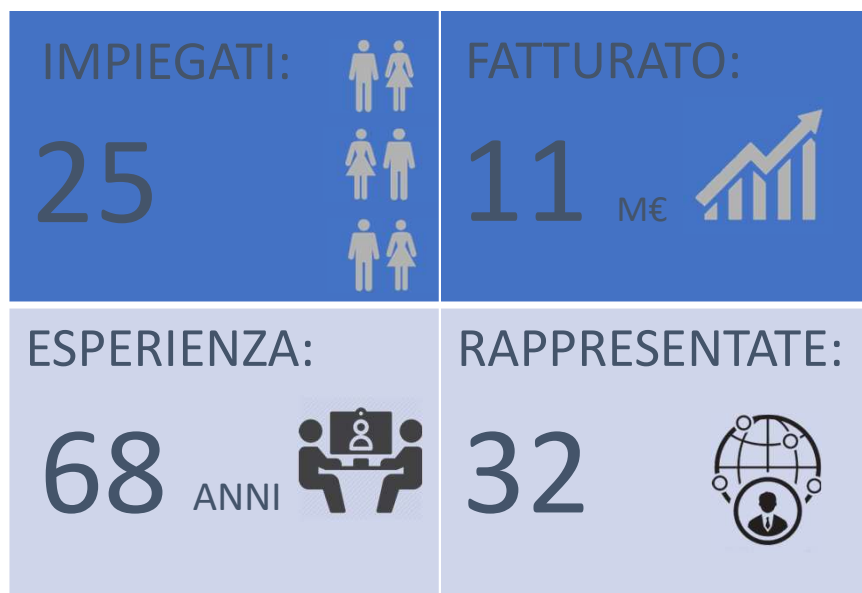 IMPIEGATI:
25
FATTURATO:
11 M€
ESPERIENZA:
68 ANNI
RAPPRESENTATE:
32